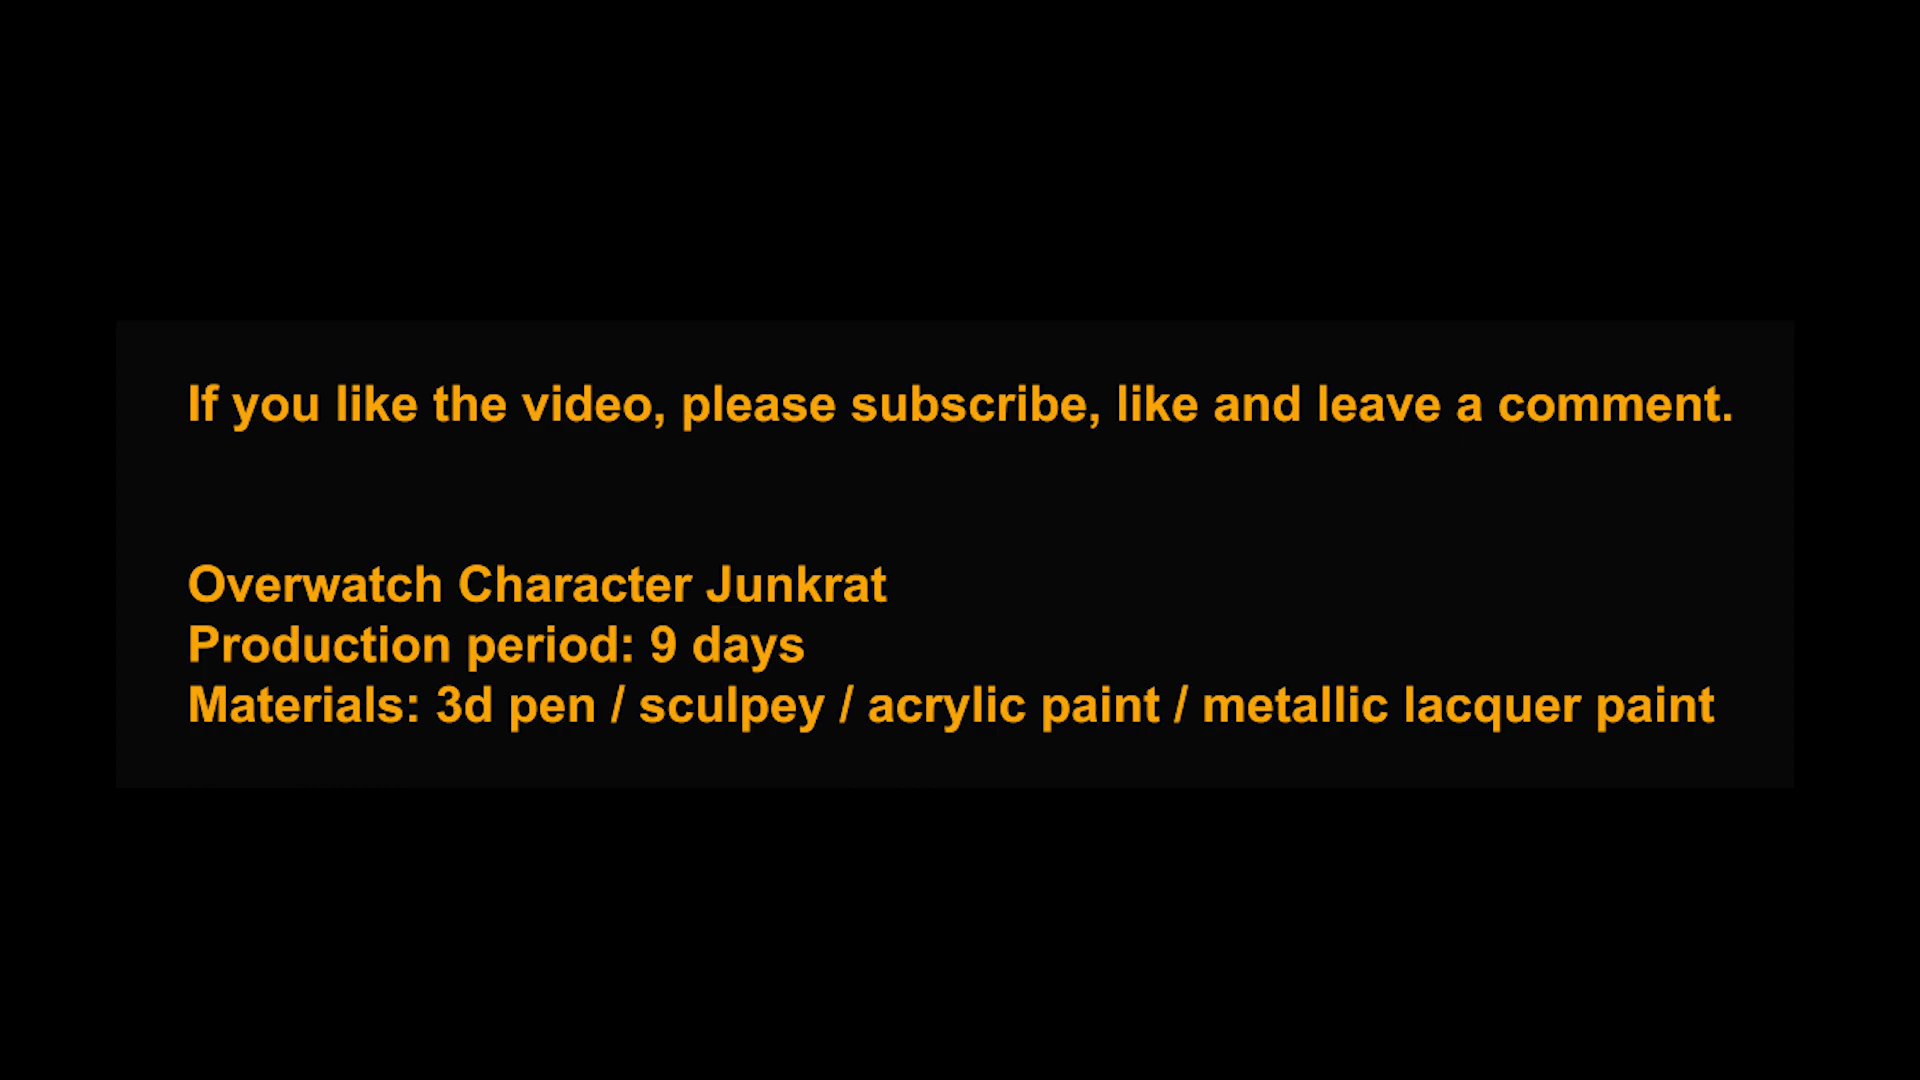 If you like the video, please subscribe, like and leave a comment.
Overwatch Character Junkrat
Production period: 9 days
Materials: 3d pen / sculpey / acrylic paint / metallic lacquer paint